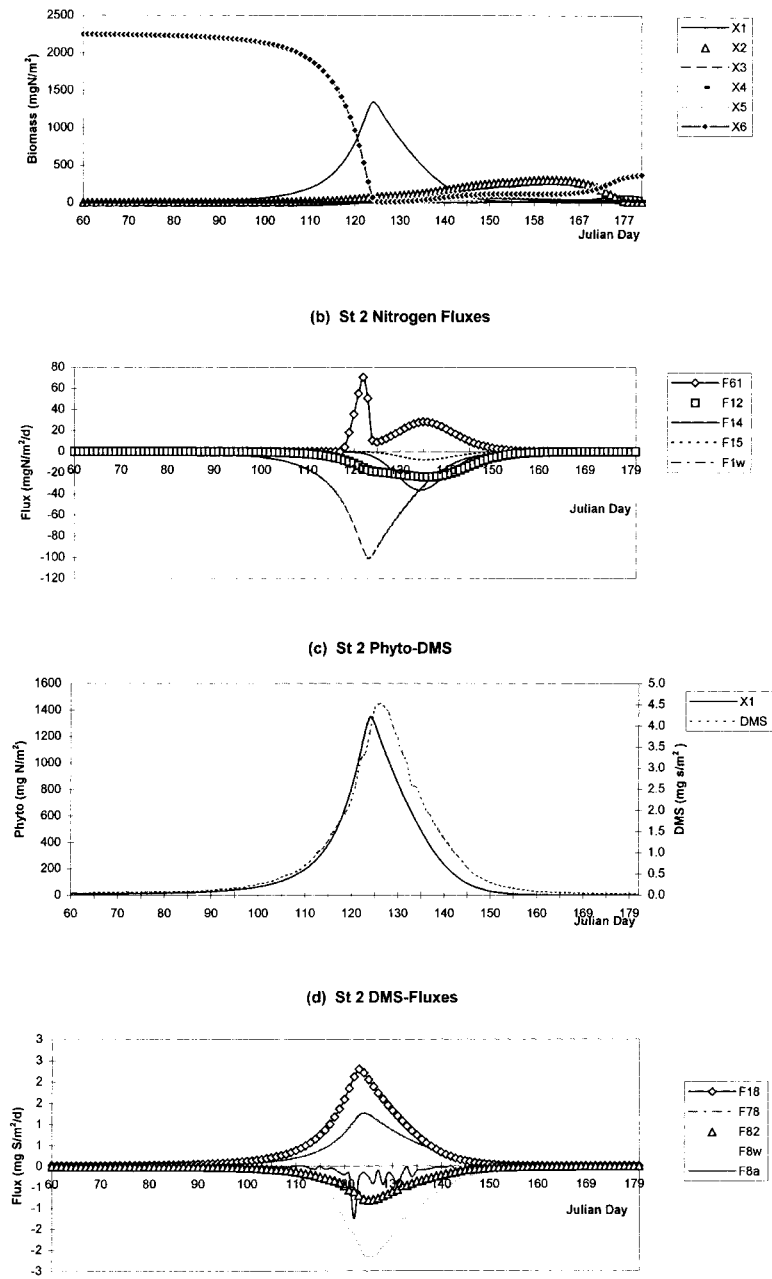 2500
2000
1500
1000
500
0
Biomass (mgN/m²)
60 70 80 90 100 110 120 130 140 149 158 167 177
Julian Day
X1
X2
X3
X4
X5
X6
(b) St 2 Nitrogen Fluxes
80
60
40
20
0
-20
-40
-60
-80
-100
-120
Flux (mgN/m²/d)
60 70 80 90 100 110 120 130 140 150 160 170 179
Julian Day
F61
F12
F14
F15
F1w
(c) St 2 Phyto-DMS
1600
1400
1200
1000
800
600
400
200
0
Phyto (mg N/m²)
5.0
4.5
4.0
3.5
3.0
2.5
2.0
1.5
1.0
0.5
0.0
DMS (mg s/m²)
60 70 80 90 100 110 120 130 140 150 160 170 179
Julian Day
X1
DMS
(d) St 2 DMS-Fluxes
3
3
2
2
1
1
0
-1
-1
-2
-2
-3
Flux (mg S/m²/d)
60 70 80 90 100 110 120 130 140 150 160 170 179
Julian Day
F18
F78
F82
F8w
F8a